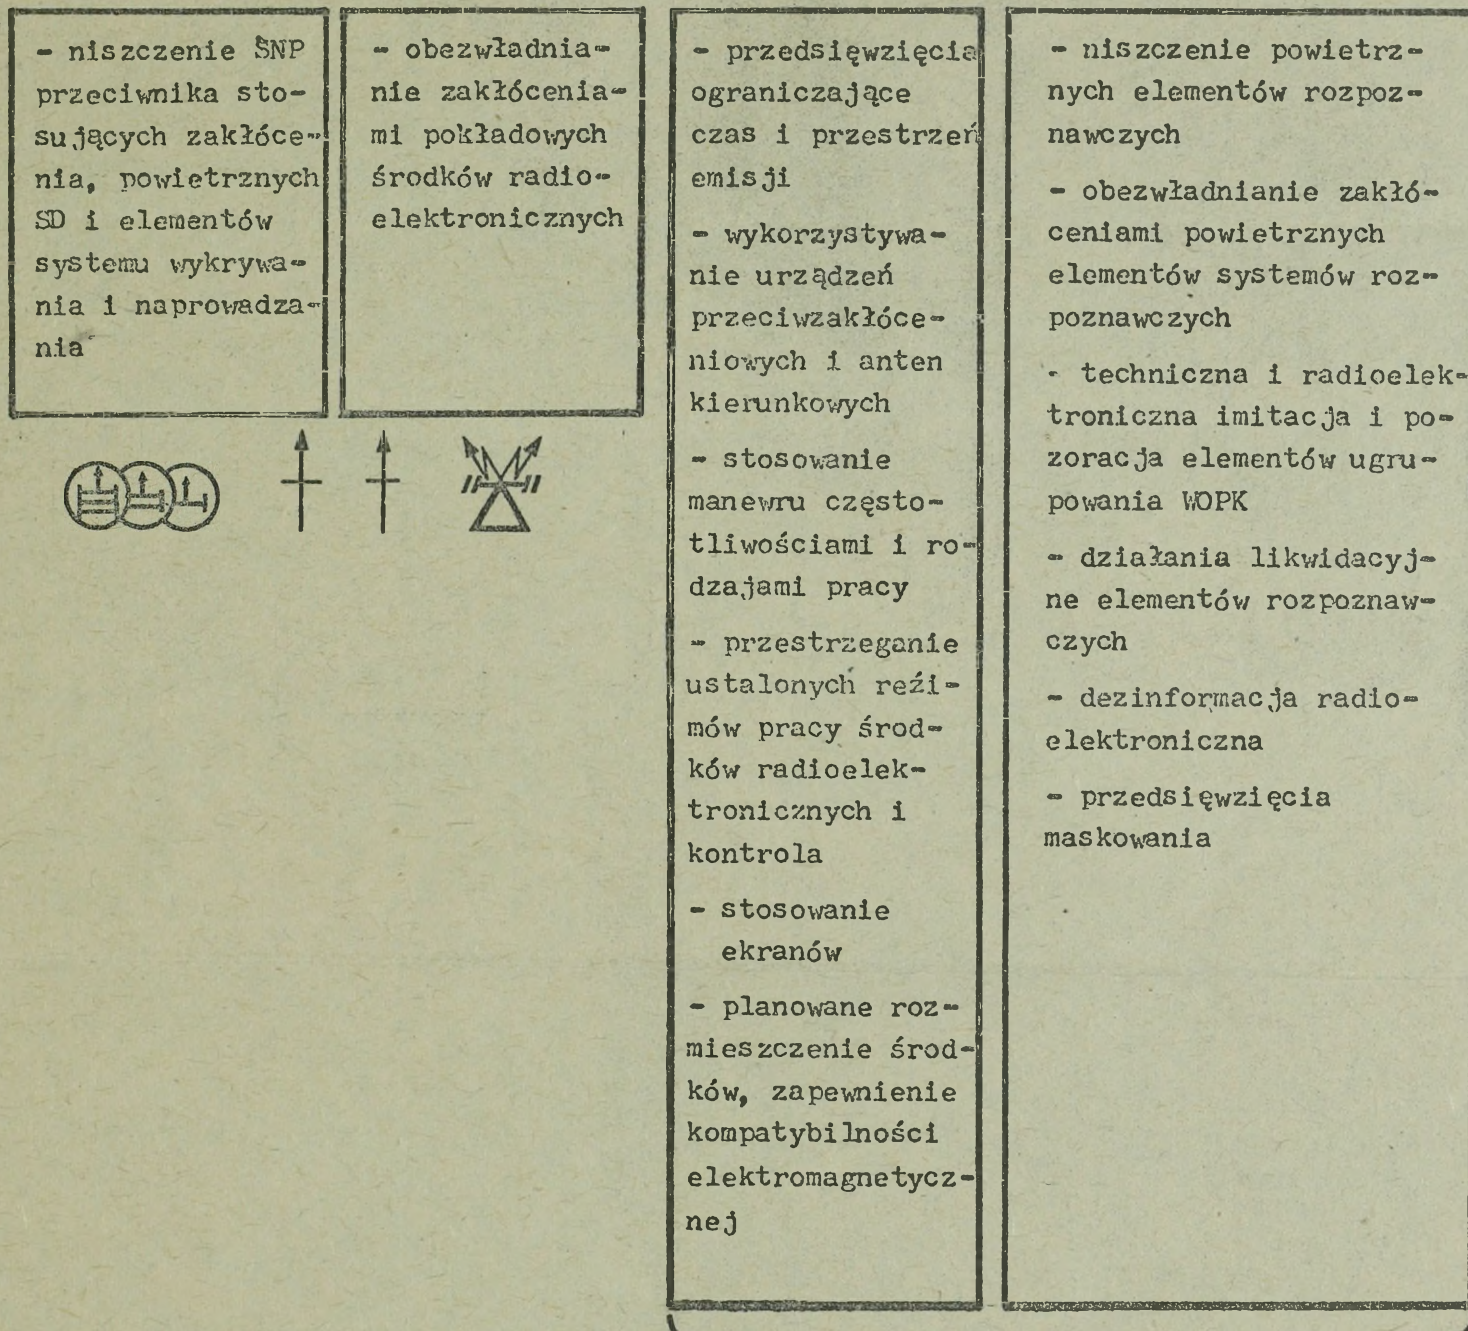 - niszczenie ŚNP
przeciwnika sto-
sujących zakłóce-
nia, powietrznych
SD i elementów
systemu wykrywa-
nia i naprowadza-
nia
- obezwładnia-
nie zakłócenia-
mi pokładowych
środków radio-
elektronicznych
- przedsięwzięcia
ograniczające
czas i przestrzeń
emisji
- wykorzystywa-
nie urządzeń
przeciwzakłóce-
niowych i anten
kierunkowych
- stosowanie
manewru często-
tliwościami i ro-
dzajami pracy
- przestrzeganie
ustalonych reżi-
mów pracy środ-
ków radioelek-
tronicznych i
kontrola
- stosowanie
ekranów
- planowane roz-
mieszczenie środ-
ków, zapewnienie
kompatybilności
elektromagnetycz-
nej
- niszczenie powietrz-
nych elementów rozpoz-
nawczych
- obezwładnianie zakłó-
ceniami powietrznych
elementów systemów roz-
poznawczych
- techniczna i radioelek-
troniczna imitacja i po-
zoracja elementów ugru-
powania WOPK
- działania likwidacyj-
ne elementów rozpoznaw-
czych
- dezinformacja radio-
elektroniczna
- przedsięwzięcia
maskowania